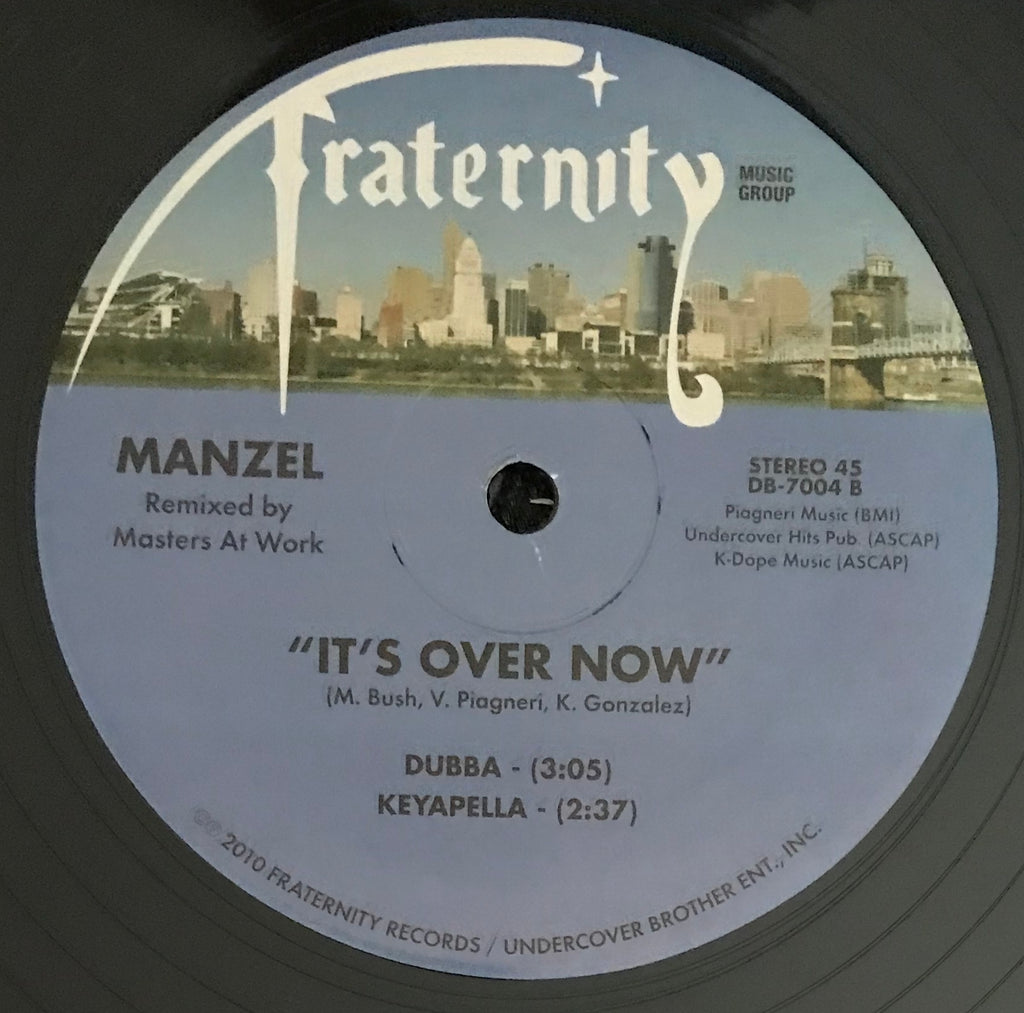 Fraternity
MUSIC
GROUP
MANZEL
Remixed by
Masters At Work
STEREO 45
DB-7004 B
Piagneri Music (BMI)
Undercover Hits Pub. (ASCAP)
K-Dope Music (ASCAP)
“IT’S OVER NOW”
(M. Bush, V. Piagneri, K. Gonzalez)
DUBBA - (3:05)
KEYAPELLA - (2:37)
℗© 2010 FRATERNITY RECORDS / UNDERCOVER BROTHER ENT., INC.